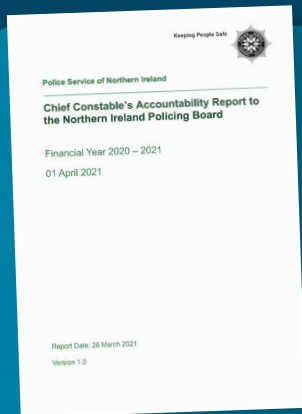 Keeping People Safe
Police Service of Northern Ireland
Chief Constable's Accountability Report to
the Northern Ireland Policing Board
Financial Year 2020 – 2021
01 April 2021
Report Date: 26 March 2021
Version 1.0